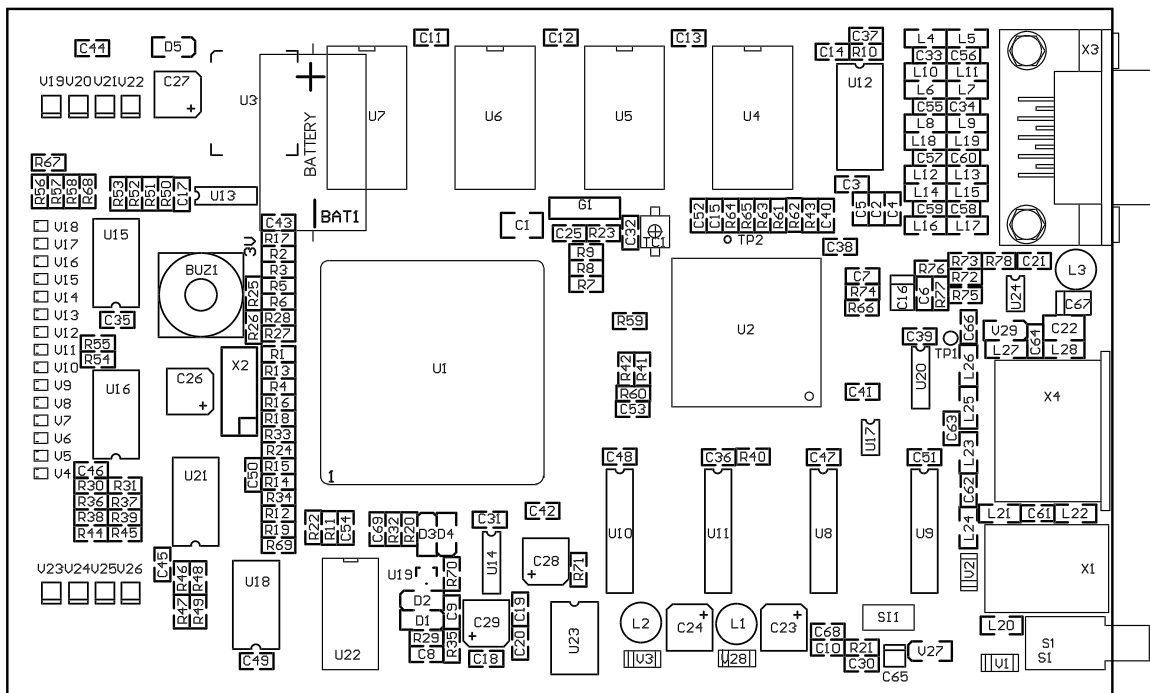 C44
D5
C11
C12
C13
C37
C14
R10
L4 L5
C33 C56
L10 L11
L6 L7
C55 C34
L8 L9
L18 L19
C57 C60
L12 L13
L14 L15
C59 C58
L16 L17
X3
V19 V20 V21 V22
C27
+
U3
+
BATTERY
BAT1
U7
U6
U5
U4
U12
R67
R56 R57 R58 R68
R53 R52 R51 R50 C17
U13
G1
C1
C25 R23
C32
TC1
R9
R8
R7
C52 C15 R64 R65 R63 R61 R62 R43 C40
TP2
C3
C5 C2 C4
C38
V18
V17
V16
V15
V14
V13
V12
V11
V10
V9
V8
V7
V6
V5
V4
U15
C35
R55
R54
U16
BUZ1
3V
R25
R26
C43
R17
R2
R3
R5
R6
R28
R27
R1
R13
R4
R16
R18
R33
R24
R15
R14
R34
R12
R19
R69
C50
X2
C26
+
U1
1
R59
R42 R41
R60
C53
U2
C7
R74
R66
C16
C6
R77
R76
R73 R78 C21
R72
R75
U24
L3
C67
C66
V29
C64
C22
L27
L28
C39
TP1
U20
L26
L25
C63
L23
C62
L24
X4
C41
U17
C46
R30 R31
R36 R37
R38 R39
R44 R45
U21
C48
C36
R40
C47
C51
U10
U11
U8
U9
L21 C61 L22
V23 V24 V25 V26
C45
R46 R48
R47 R49
U18
C49
R22 R11 C54
C69 R32 R20
D3 D4
C31
C42
U14
C28
+
R71
U19
R70
D2
D1
R29
C8
C9
R35
C29
+
C18
C19
C20
U22
U23
L2
V3
C24
+
L1
V28
C23
+
C68
C10
R21
C30
SI1
C65
V27
V2
X1
L20
V1
S1
S1